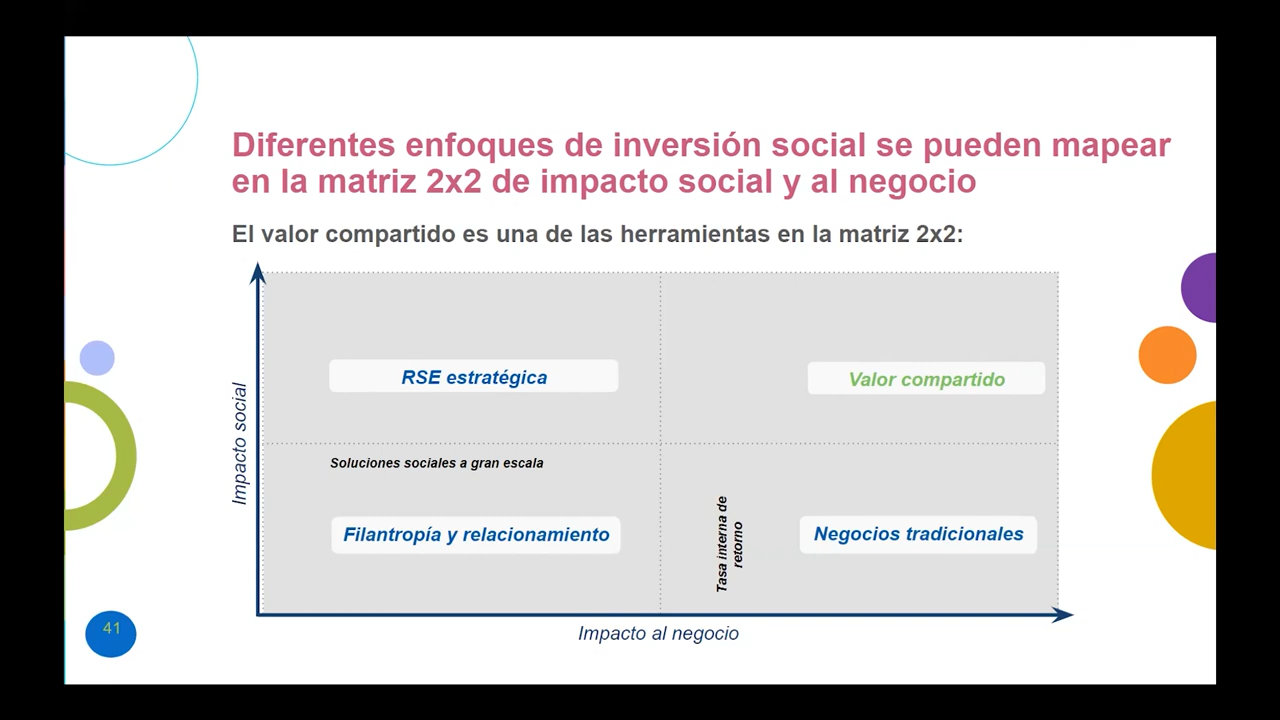 Diferentes enfoques de inversión social se pueden mapear
en la matriz 2x2 de impacto social y al negocio
El valor compartido es una de las herramientas en la matriz 2x2:
Impacto social
RSE estratégica
Valor compartido
Soluciones sociales a gran escala
Filantropía y relacionamiento
Tasa interna de
retorno
Negocios tradicionales
Impacto al negocio
41